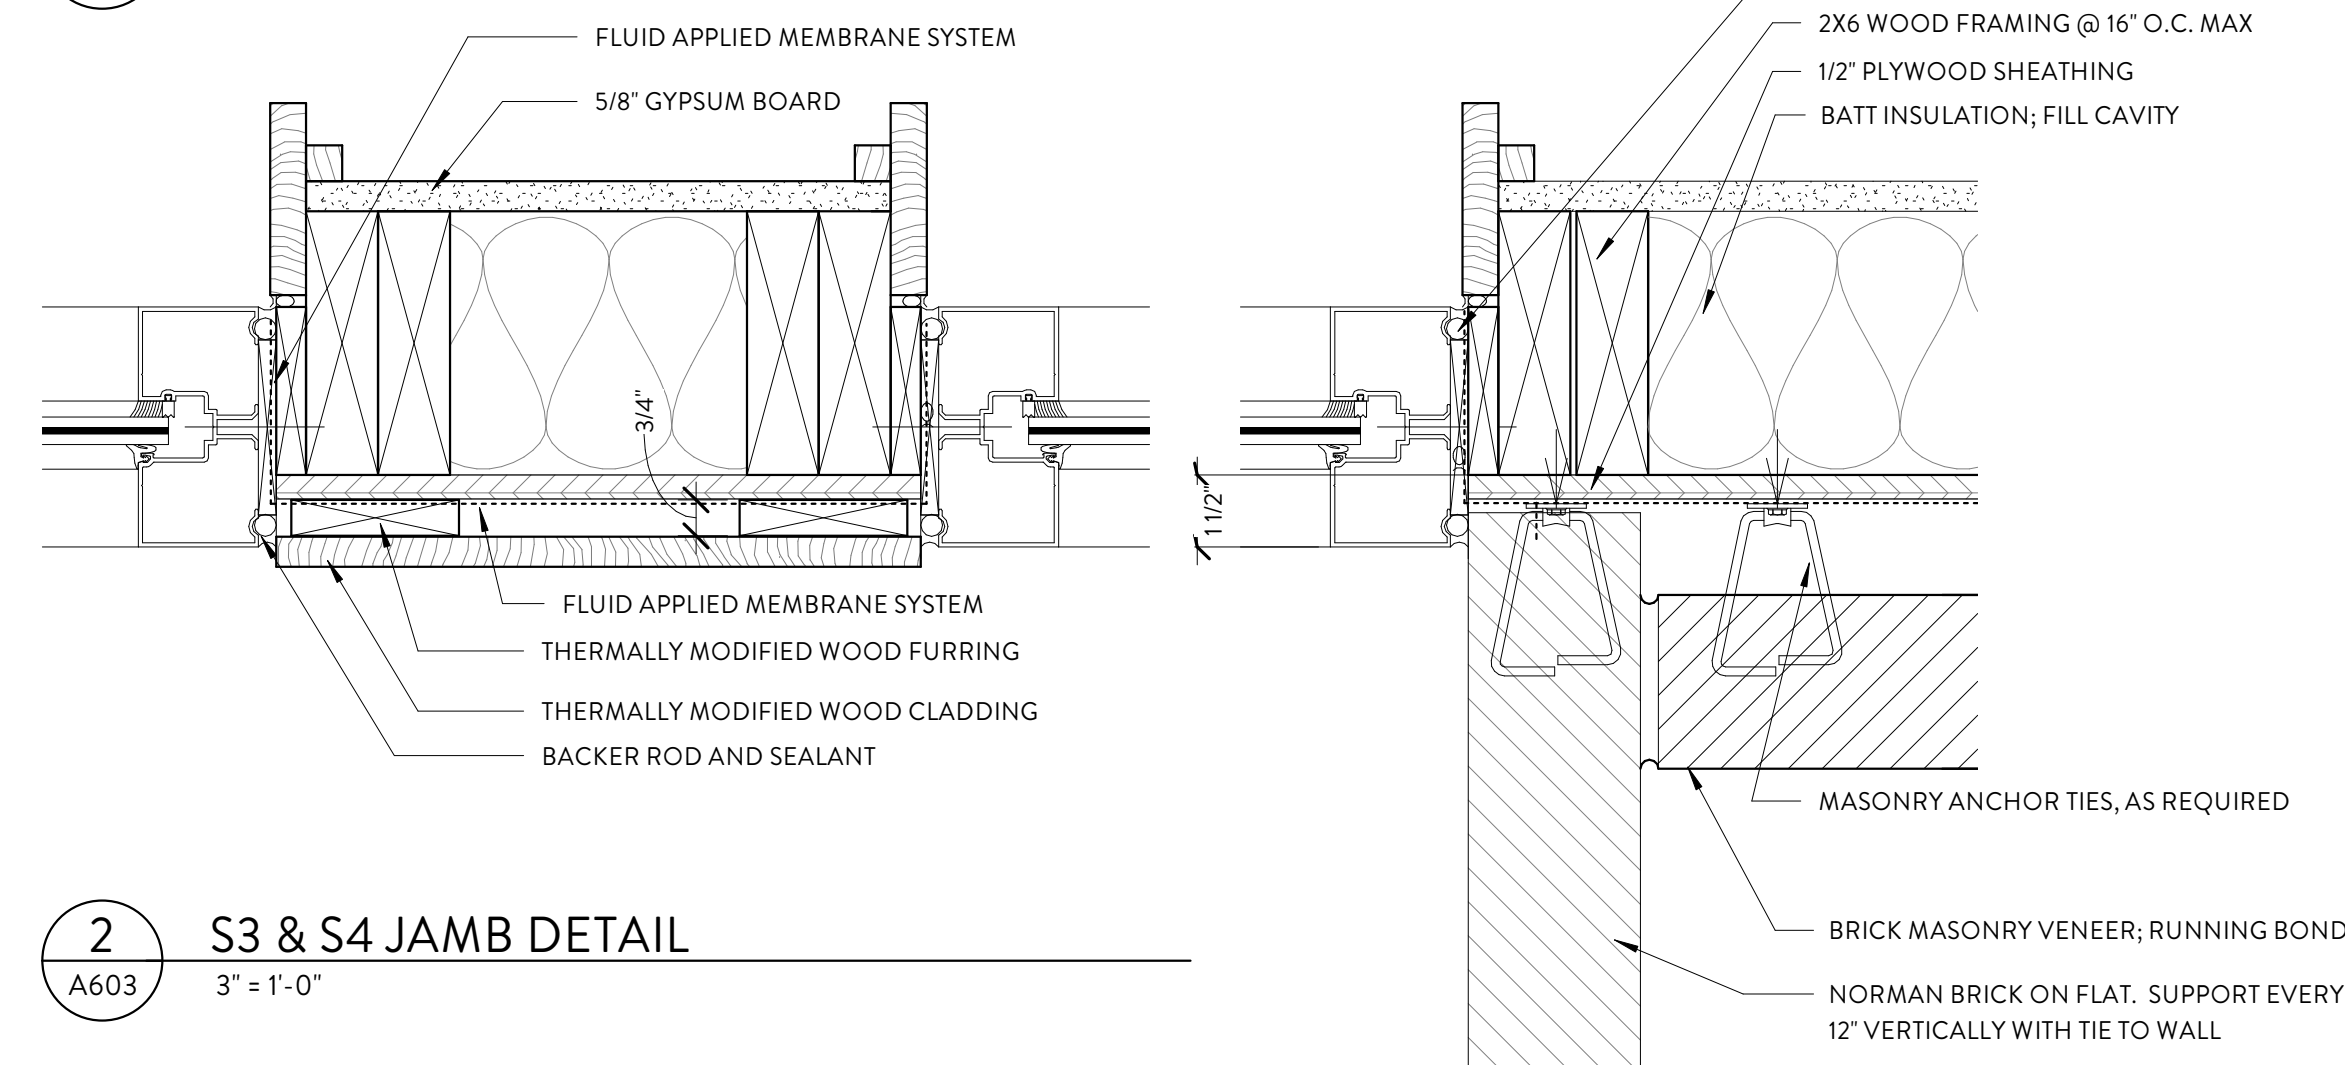 FLUID APPLIED MEMBRANE SYSTEM
5/8" GYPSUM BOARD
3/4"
FLUID APPLIED MEMBRANE SYSTEM
THERMALLY MODIFIED WOOD FURRING
THERMALLY MODIFIED WOOD CLADDING
BACKER ROD AND SEALANT
2
A603
S3 & S4 JAMB DETAIL
3" = 1'-0"
2X6 WOOD FRAMING @ 16" O.C. MAX
1/2" PLYWOOD SHEATHING
BATT INSULATION; FILL CAVITY
1 1/2"
MASONRY ANCHOR TIES, AS REQUIRED
BRICK MASONRY VENEER; RUNNING BOND
NORMAN BRICK ON FLAT. SUPPORT EVERY
12" VERTICALLY WITH TIE TO WALL